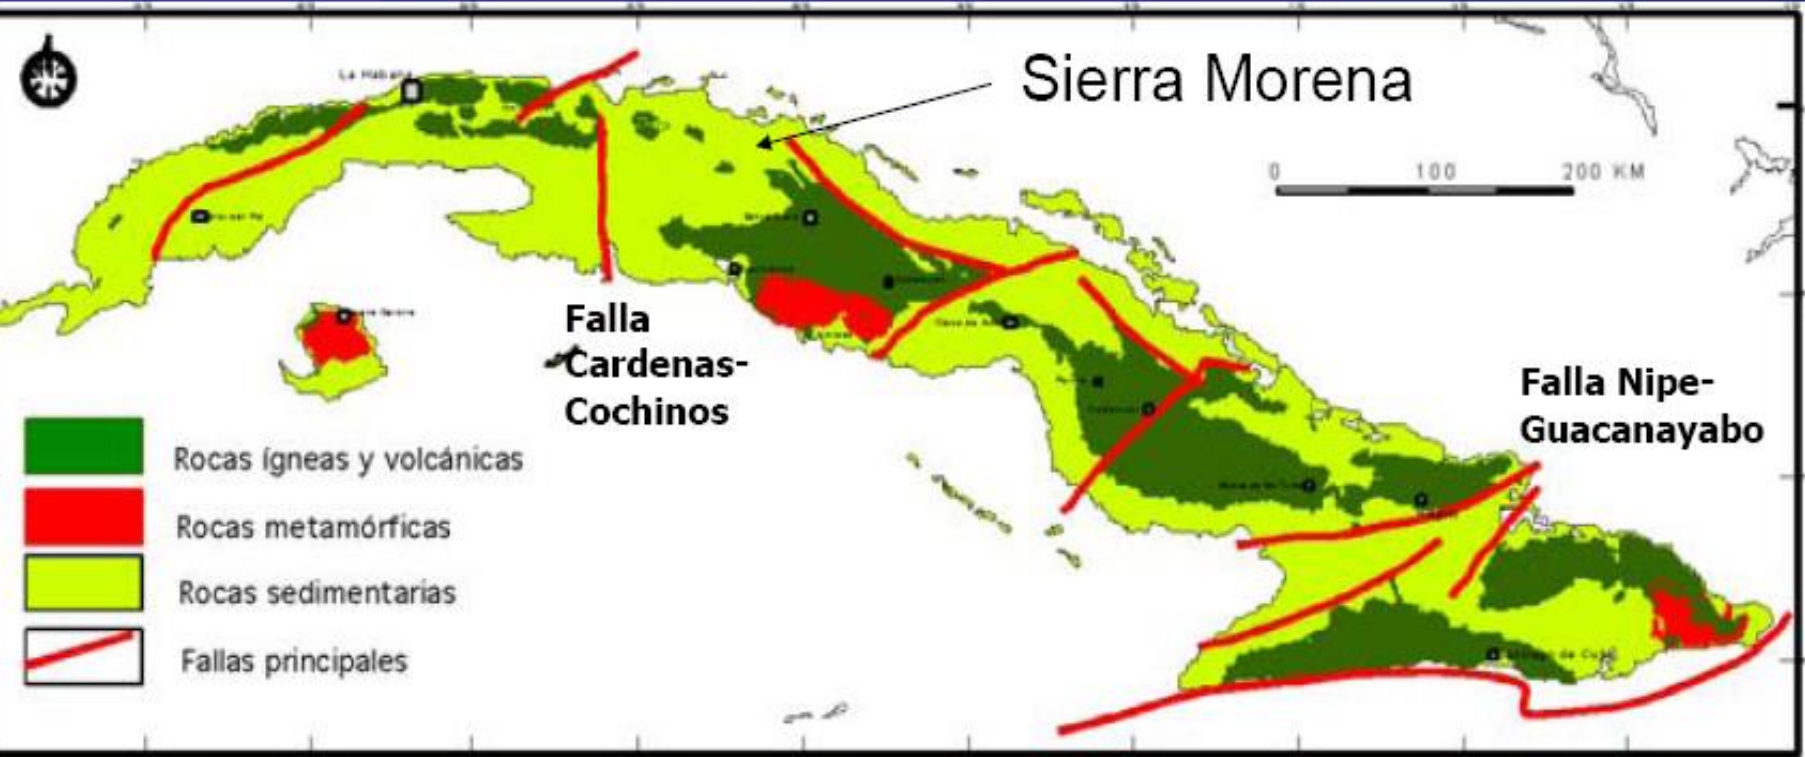 La Habana
Sierra Morena
0 100 200 KM
Falla
Cardenas-
Cochinos
Falla Nipe-
Guacanayabo
Rocas ígneas y volcánicas
Rocas metamórficas
Rocas sedimentarias
Fallas principales